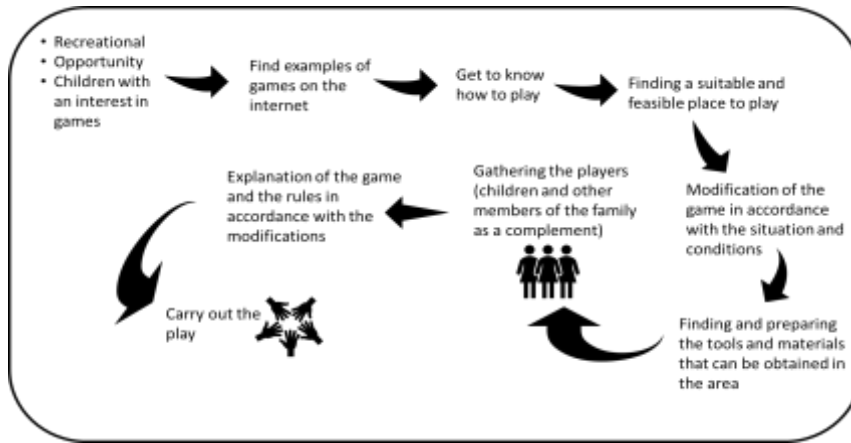 • Recreational
• Opportunity
• Children with
an interest in
games
Find examples of
games on the
internet
Get to know
how to play
Finding a suitable and
feasible place to play
Modification of the
game in accordance
with the situation and
conditions
Finding and preparing
the tools and materials
that can be obtained in
the area
Gathering the players
(children and other
members of the family
as a complement)
Explanation of the game
and the rules in
accordance with the
modifications
Carry out the
play